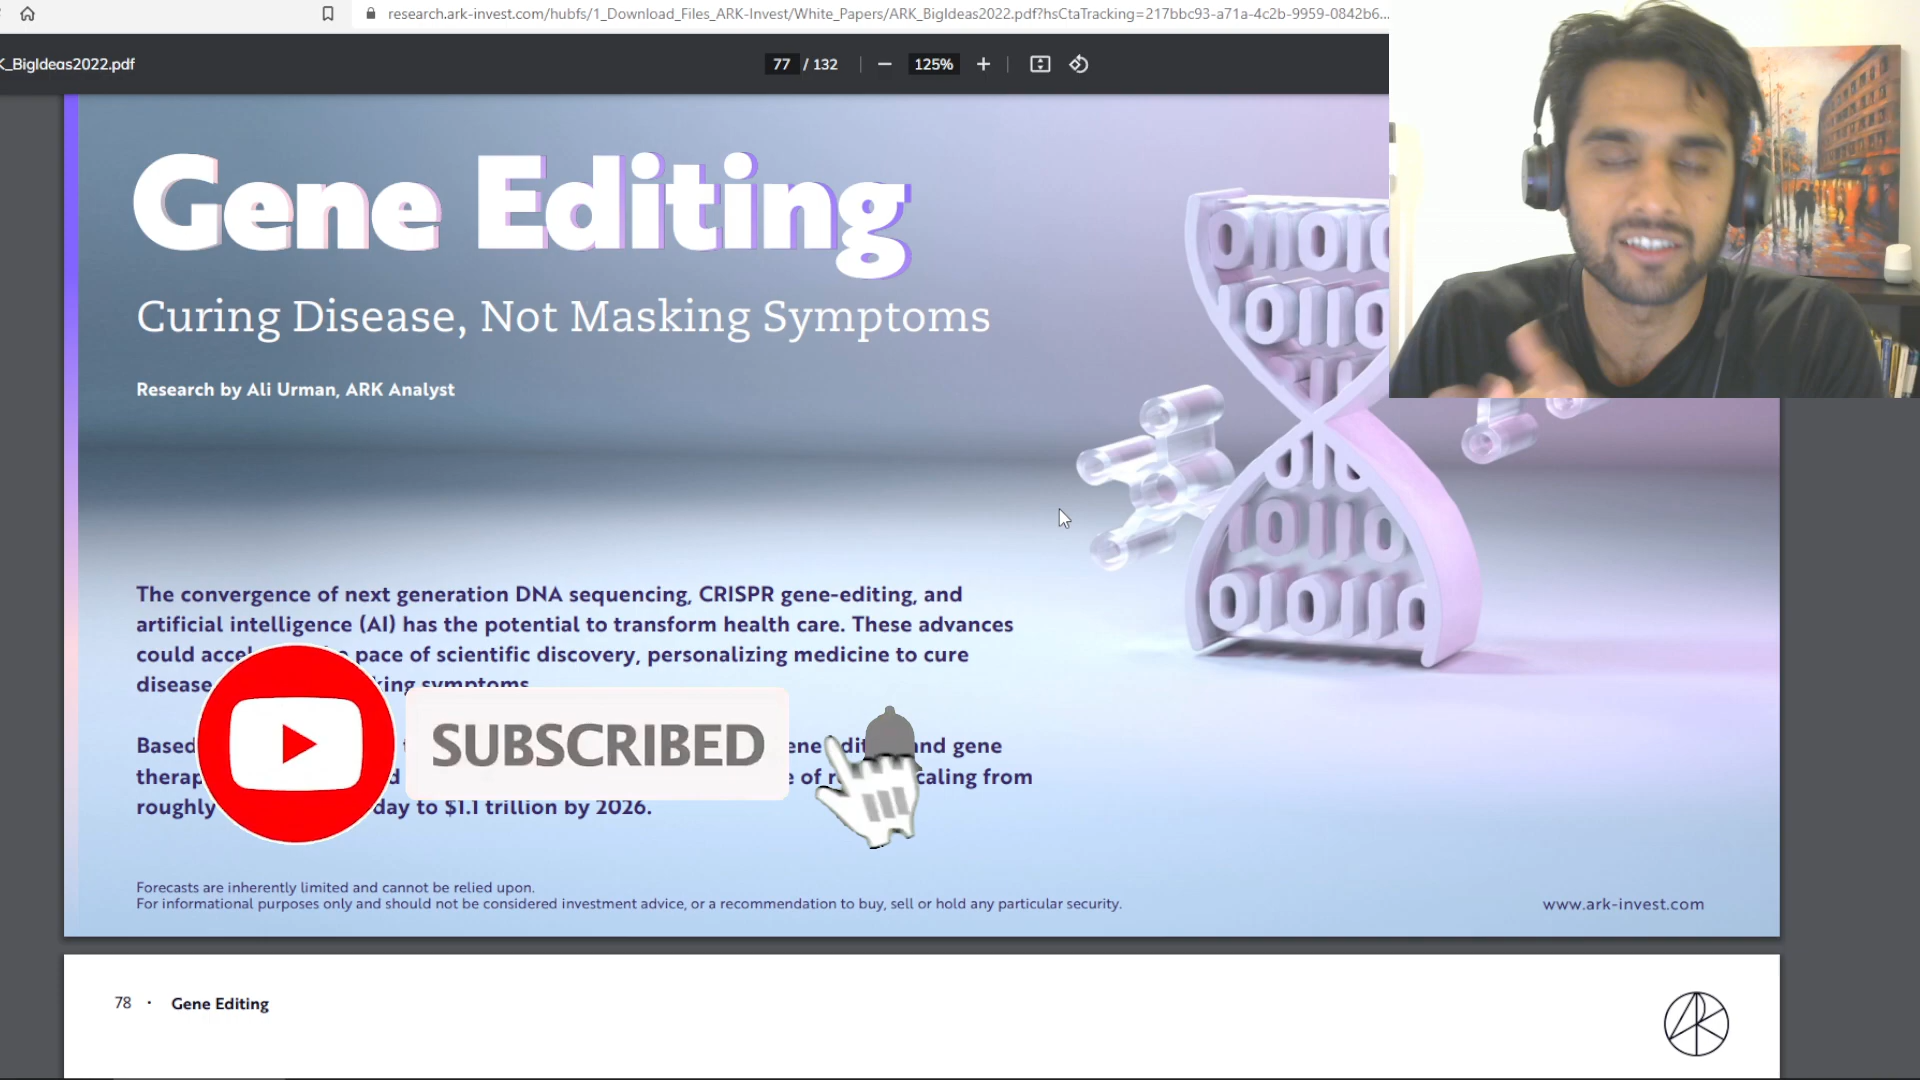 research.ark-invest.com/hubfs/1_Download_Files_ARK-Invest/White_Papers/ARK_BigIdeas2022.pdf?hsCtaTracking=217bbc93-a71a-4c2b-9959-0842b6...
K_BigIdeas2022.pdf
77 / 132
125%
Gene Editing
Curing Disease, Not Masking Symptoms
Research by Ali Urman, ARK Analyst
The convergence of next generation DNA sequencing, CRISPR gene-editing, and
artificial intelligence (AI) has the potential to transform health care. These advances
could pace of scientific discovery, personalizing medicine to cure
disease symptoms.
Based and gene
of scaling from
roughly to $1.1 trillion by 2026.
SUBSCRIBED
Forecasts are inherently limited and cannot be relied upon.
For informational purposes only and should not be considered investment advice, or a recommendation to buy, sell or hold any particular security.
www.ark-invest.com
78 · Gene Editing